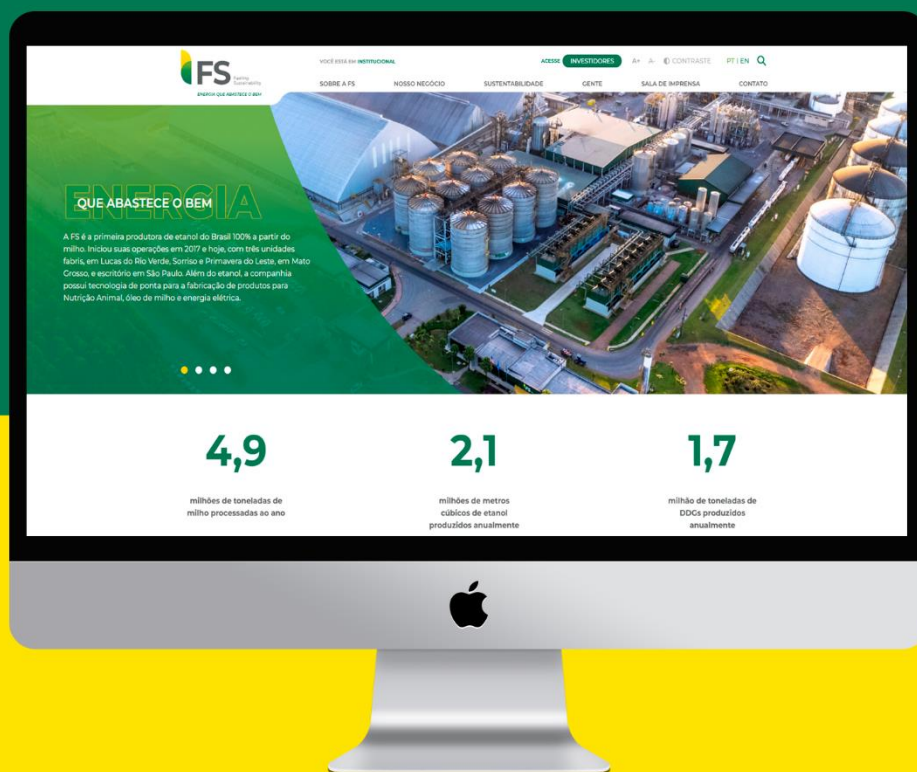 FS
Fueling
Sustainability
ENERGIA QUE ABASTECE O BEM
VOCÊ ESTÁ EM INSTITUCIONAL
ACESSE INVESTIDORES A+ A- CONTRASTE PT | EN
SOBRE A FS NOSSO NEGÓCIO SUSTENTABILIDADE GENTE SALA DE IMPRENSA CONTATO
ENERGIA
QUE ABASTECE O BEM
A FS é a primeira produtora de etanol do Brasil 100% a partir do
milho. Iniciou suas operações em 2017 e hoje, com três unidades
fabris, em Lucas do Rio Verde, Sorriso e Primavera do Leste, em Mato
Grosso, e escritório em São Paulo. Além do etanol, a companhia
possui tecnologia de ponta para a fabricação de produtos para
Nutrição Animal, óleo de milho e energia elétrica.
4,9
milhões de toneladas de
milho processadas ao ano
2,1
milhões de metros
cúbicos de etanol
produzidos anualmente
1,7
milhão de toneladas de
DDGs produzidos
anualmente